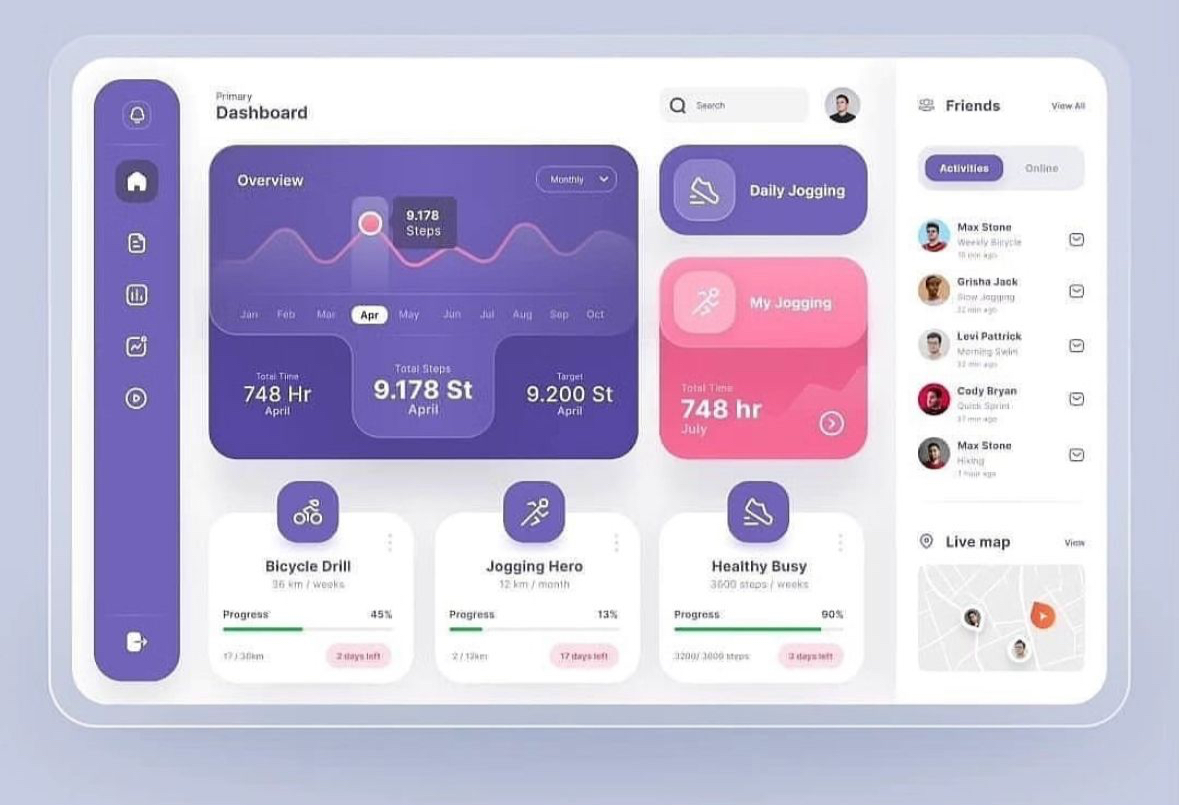 Primary
Dashboard
Search
Overview
Monthly
9.178
Steps
Jan Feb Mar Apr May Jun Jul Aug Sep Oct
Total Time
748 Hr
April
Total Steps
9.178 St
April
Target
9.200 St
April
Daily Jogging
My Jogging
Total Time
748 hr
July
Bicycle Drill
36 km / weeks
Progress 45%
17 / 30km
2 days left
Jogging Hero
12 km / month
Progress 13%
2 / 12km
17 days left
Healthy Busy
3600 steps / weeks
Progress 90%
3200/ 3600 steps
3 days left
Friends
View All
Activities
Online
Max Stone
Weekly Bicycle
10 min ago
Grisha Jack
Slow Jogging
22 min ago
Levi Pattrick
Morning Swim
32 min ago
Cody Bryan
Quick Sprint
37 min ago
Max Stone
Hiking
1 hour ago
Live map
View